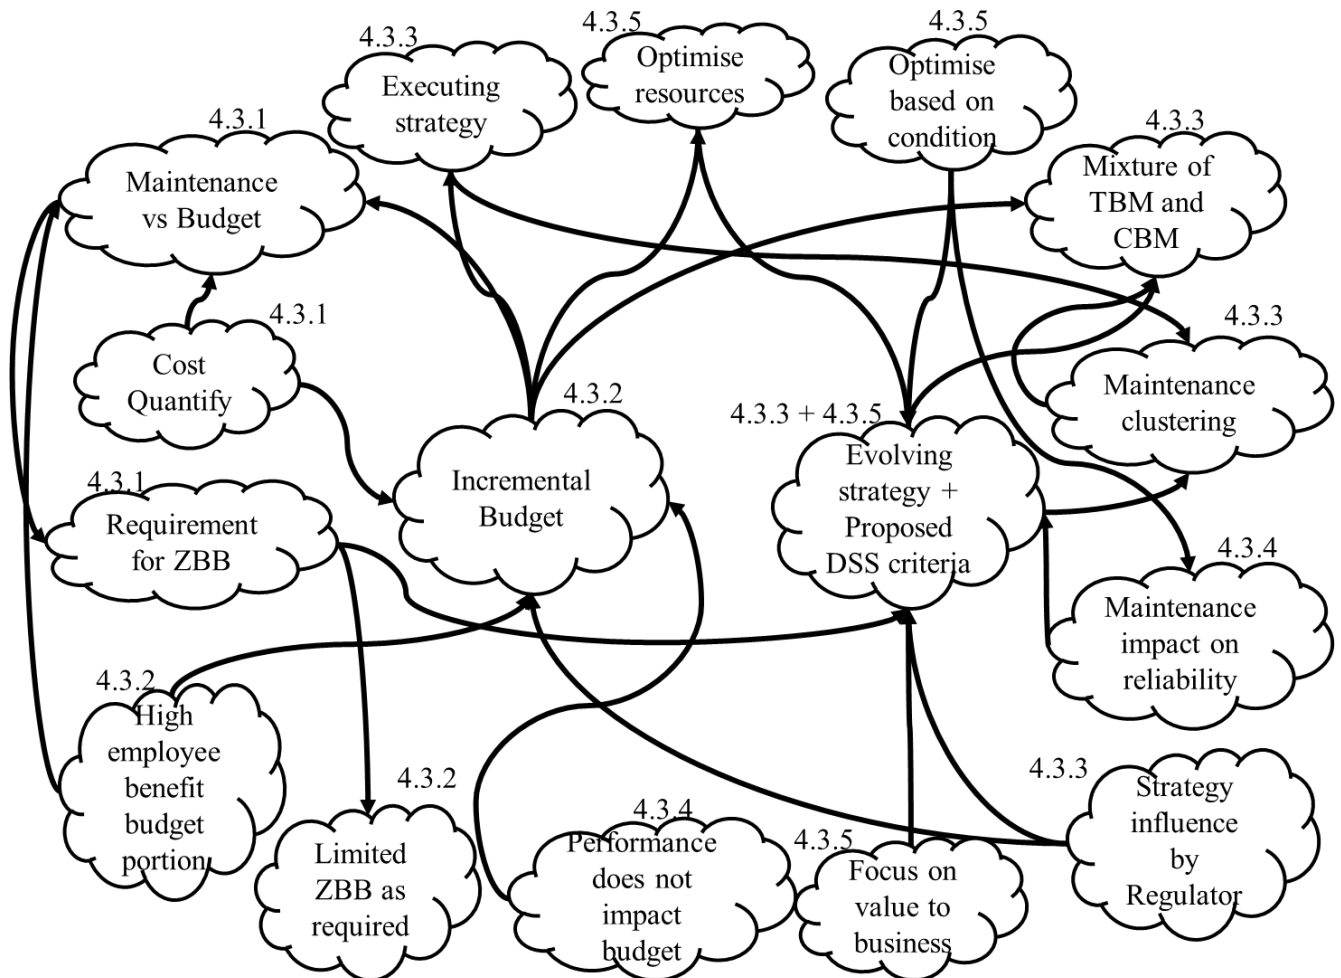 4.3.3
Executing
strategy
4.3.5
Optimise
resources
4.3.5
Optimise
based on
condition
4.3.1
Maintenance
vs Budget
4.3.3
Mixture of
TBM and
CBM
4.3.1
Cost
Quantify
4.3.3
Maintenance
clustering
4.3.2
Incremental
Budget
4.3.3 + 4.3.5
Evolving
strategy +
Proposed
DSS criteria
4.3.1
Requirement
for ZBB
4.3.4
Maintenance
impact on
reliability
4.3.2
High
employee
benefit
budget
portion
4.3.2
Limited
ZBB as
required
4.3.4
Performance
does not
impact
budget
4.3.5
Focus on
value to
business
4.3.3
Strategy
influence
by
Regulator